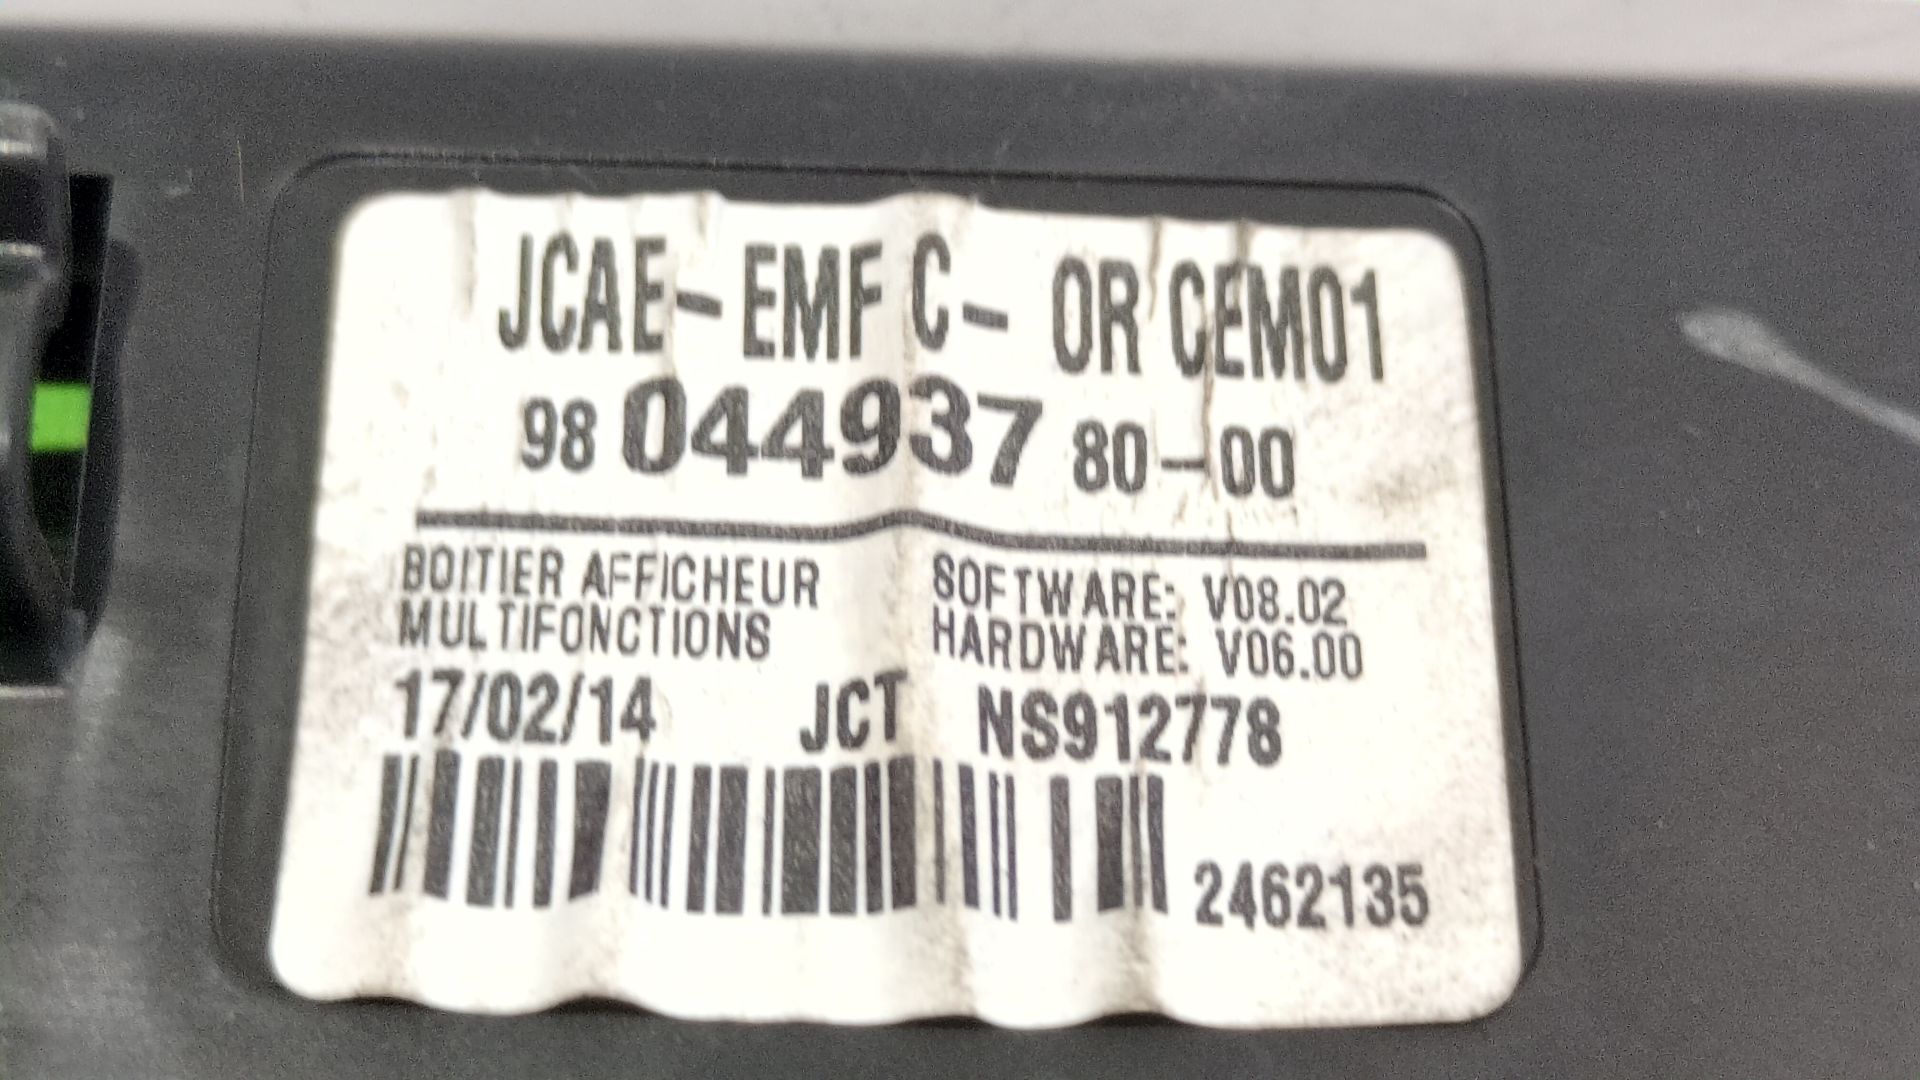 JCAE-EMF C- OR CEM01
98 044937 80-00
BOITIER AFFICHEUR
MULTIFONCTIONS
SOFTWARE: V08.02
HARDWARE: V06.00
17/02/14 JCT NS912778
2462135